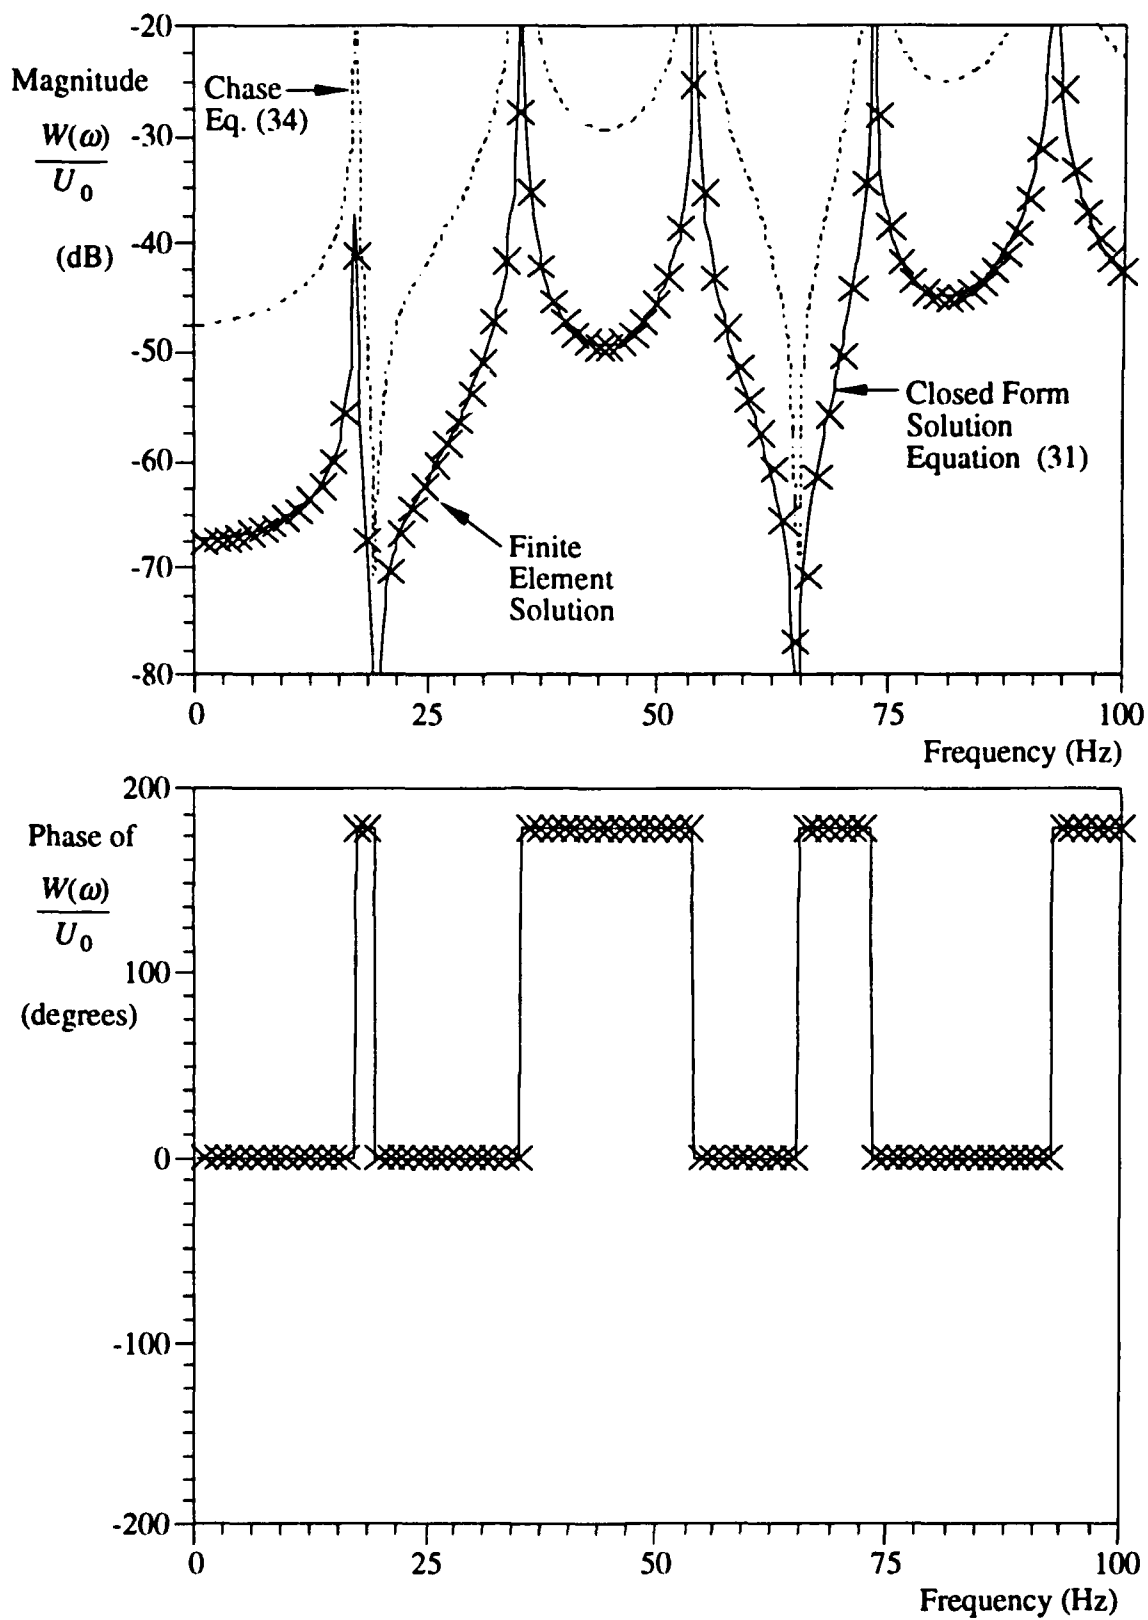 -20
Magnitude
W(ω)
U0
(dB)
-30
-40
-50
-60
-70
-80
Chase
Eq. (34)
Closed Form
Solution
Equation (31)
Finite
Element
Solution
0
25
50
75
100
Frequency (Hz)
200
Phase of
W(ω)
U0
(degrees)
100
0
-100
-200
0
25
50
75
100
Frequency (Hz)